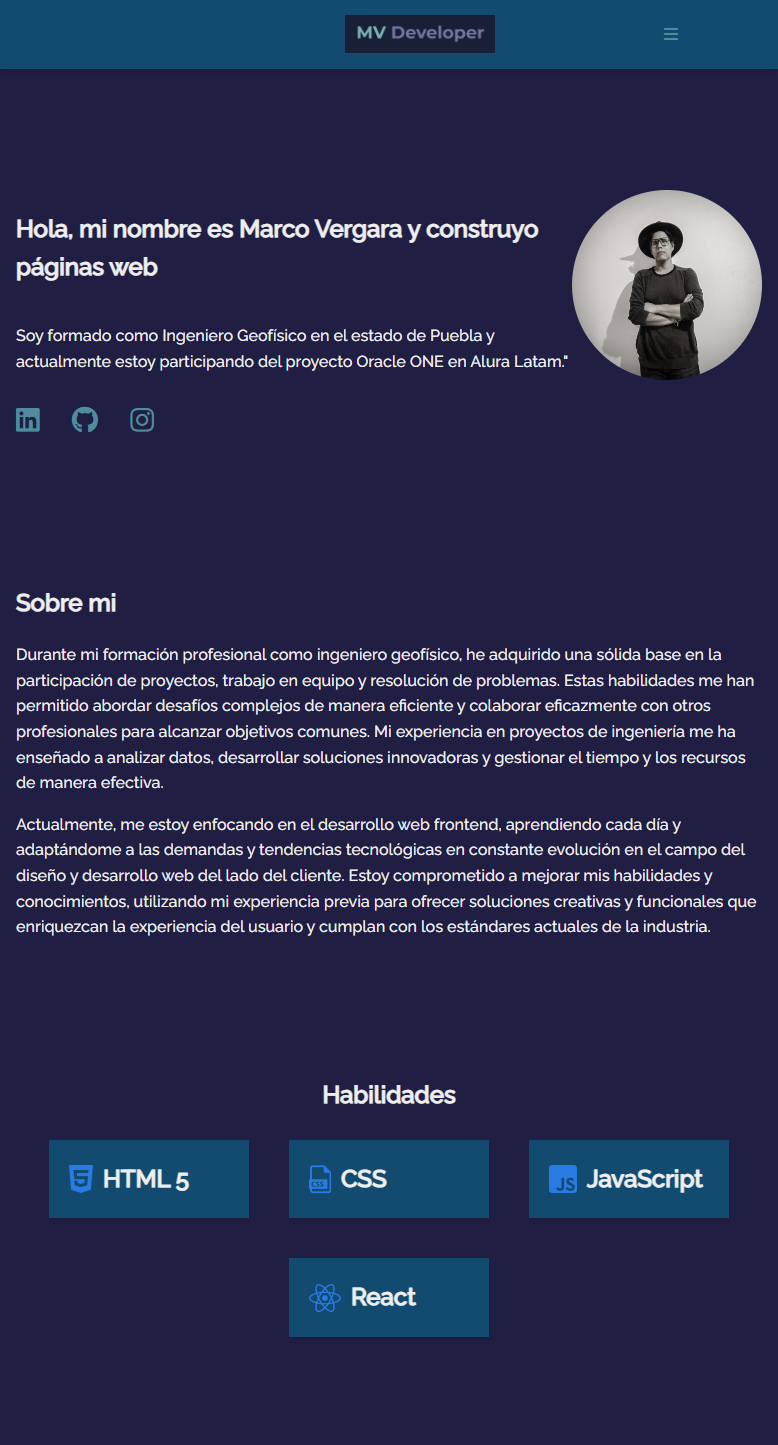 MV Developer
Hola, mi nombre es Marco Vergara y construyo
páginas web
Soy formado como Ingeniero Geofísico en el estado de Puebla y
actualmente estoy participando del proyecto Oracle ONE en Alura Latam."
Sobre mi
Durante mi formación profesional como ingeniero geofísico, he adquirido una sólida base en la
participación de proyectos, trabajo en equipo y resolución de problemas. Estas habilidades me han
permitido abordar desafíos complejos de manera eficiente y colaborar eficazmente con otros
profesionales para alcanzar objetivos comunes. Mi experiencia en proyectos de ingeniería me ha
enseñado a analizar datos, desarrollar soluciones innovadoras y gestionar el tiempo y los recursos
de manera efectiva.
Actualmente, me estoy enfocando en el desarrollo web frontend, aprendiendo cada día y
adaptándome a las demandas y tendencias tecnológicas en constante evolución en el campo del
diseño y desarrollo web del lado del cliente. Estoy comprometido a mejorar mis habilidades y
conocimientos, utilizando mi experiencia previa para ofrecer soluciones creativas y funcionales que
enriquezcan la experiencia del usuario y cumplan con los estándares actuales de la industria.
Habilidades
5 HTML 5
CSS CSS
JS JavaScript
React